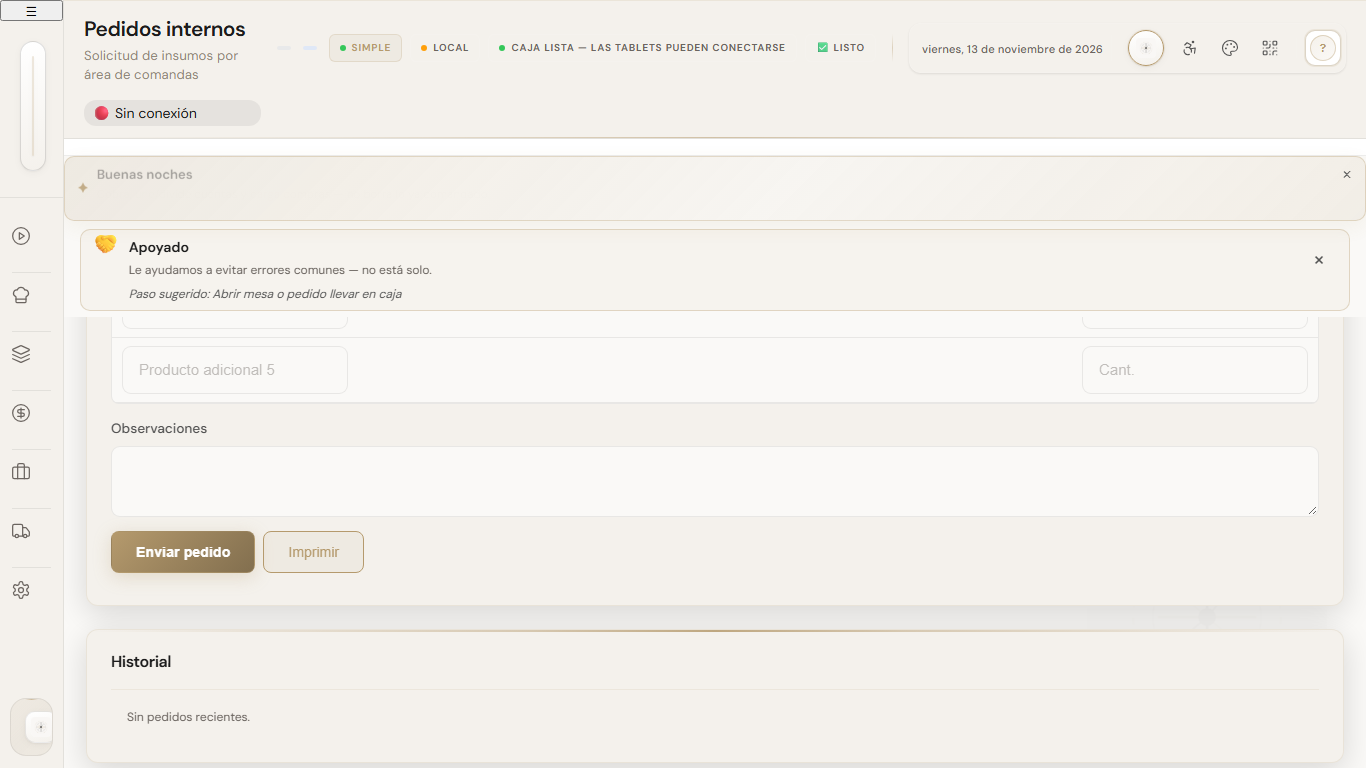 ☰
Pedidos internos
Solicitud de insumos por
área de comandas
SIMPLE
LOCAL
CAJA LISTA — LAS TABLETS PUEDEN CONECTARSE
✅ LISTO
viernes, 13 de noviembre de 2026
?
Sin conexión
Buenas noches
×
Apoyado
Le ayudamos a evitar errores comunes — no está solo.
Paso sugerido: Abrir mesa o pedido llevar en caja
×
Producto adicional 5
Cant.
Observaciones
Enviar pedido
Imprimir
Historial
Sin pedidos recientes.